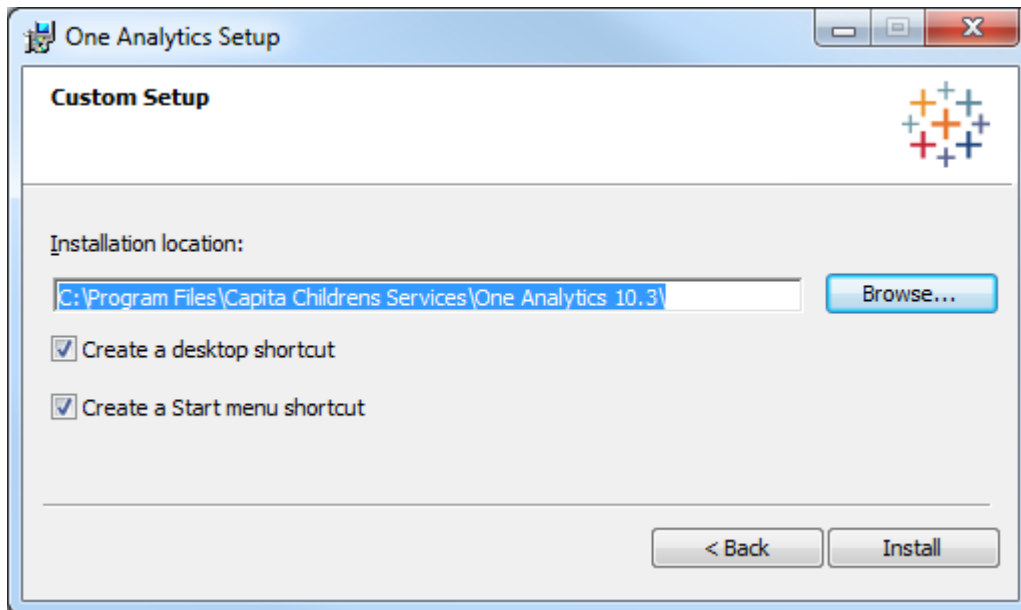 One Analytics Setup
Custom Setup
Installation location:
C:\Program Files\Capita Childrens Services\One Analytics 10.3\
Browse...
Create a desktop shortcut
Create a Start menu shortcut
< Back
Install